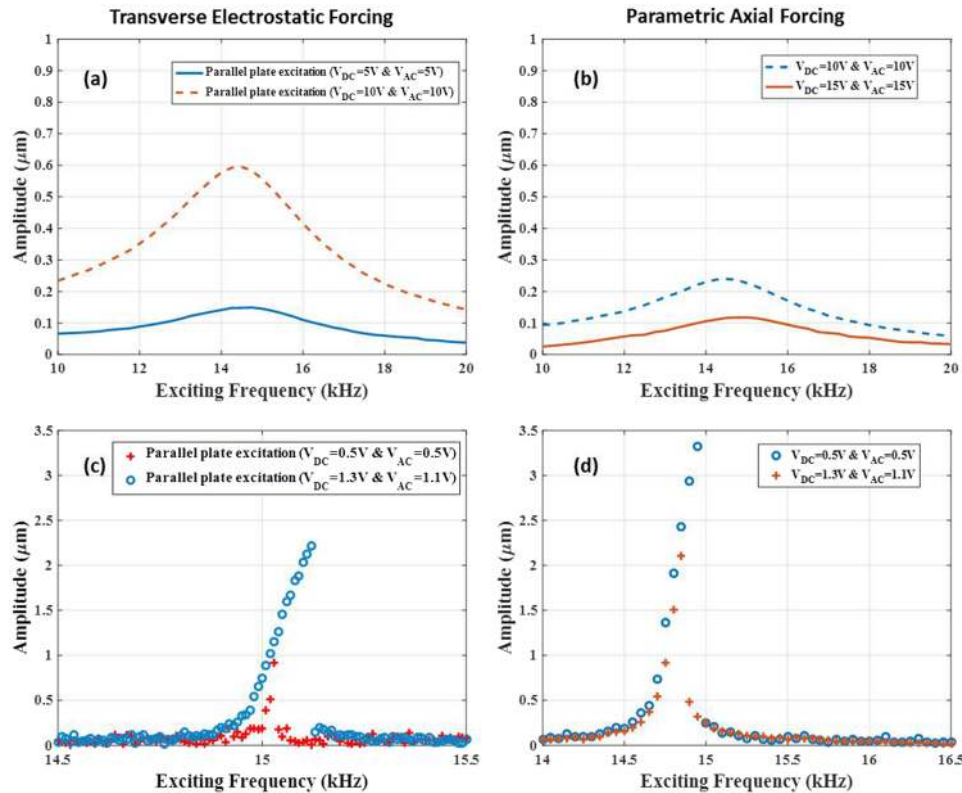 Transverse Electrostatic Forcing
Parametric Axial Forcing
(a)
Parallel plate excitation (VDC=5V & VAC=5V)
Parallel plate excitation (VDC=10V & VAC=10V)
Amplitude (μm)
1
0.9
0.8
0.7
0.6
0.5
0.4
0.3
0.2
0.1
0
10 12 14 16 18 20
Exciting Frequency (kHz)
(b)
VDC=10V & VAC=10V
VDC=15V & VAC=15V
Amplitude (μm)
1
0.9
0.8
0.7
0.6
0.5
0.4
0.3
0.2
0.1
0
10 12 14 16 18 20
Exciting Frequency (kHz)
(c)
Parallel plate excitation (VDC=0.5V & VAC=0.5V)
Parallel plate excitation (VDC=1.3V & VAC=1.1V)
Amplitude (μm)
3.5
3
2.5
2
1.5
1
0.5
0
14.5 15 15.5
Exciting Frequency (kHz)
(d)
VDC=0.5V & VAC=0.5V
VDC=1.3V & VAC=1.1V
Amplitude (μm)
3.5
3
2.5
2
1.5
1
0.5
0
14 14.5 15 15.5 16 16.5
Exciting Frequency (kHz)